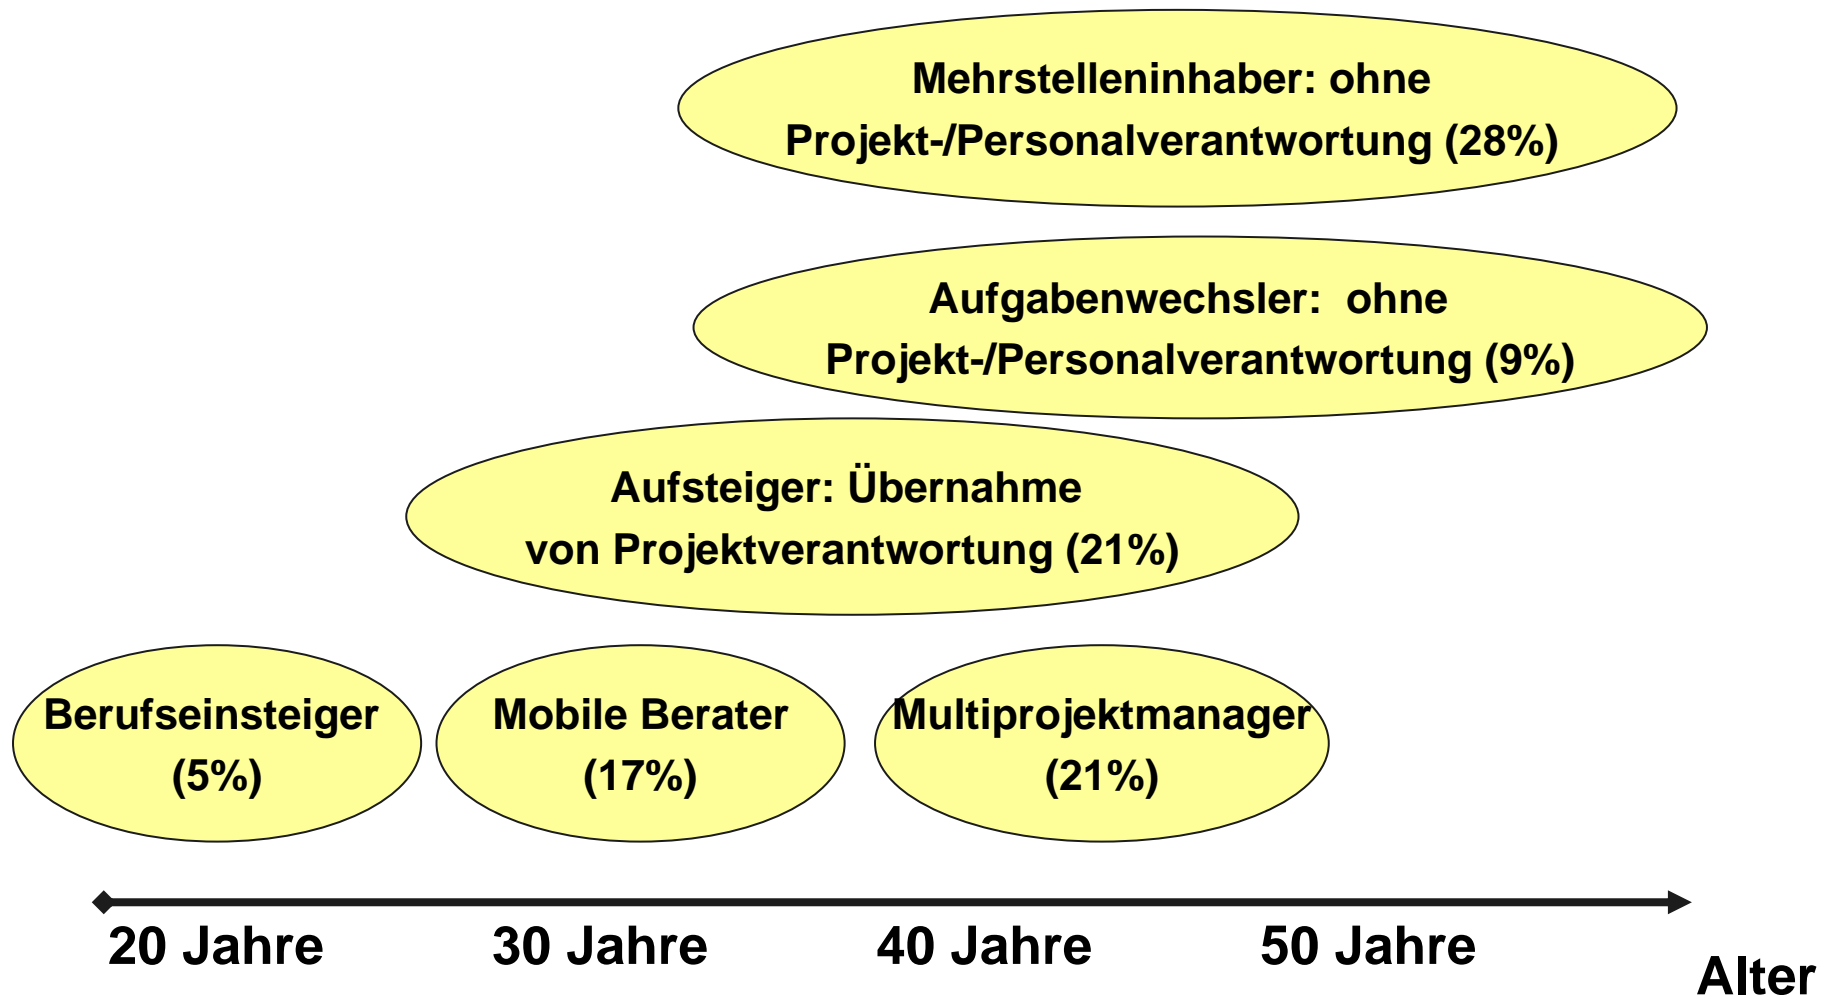 Mehrstelleninhaber: ohne
Projekt-/Personalverantwortung (28%)
Aufgabenwechsler:  ohne
Projekt-/Personalverantwortung (9%)
Aufsteiger: Übernahme
von Projektverantwortung (21%)
Berufseinsteiger
(5%)
Mobile Berater
(17%)
Multiprojektmanager
(21%)
20 Jahre
30 Jahre
40 Jahre
50 Jahre
Alter